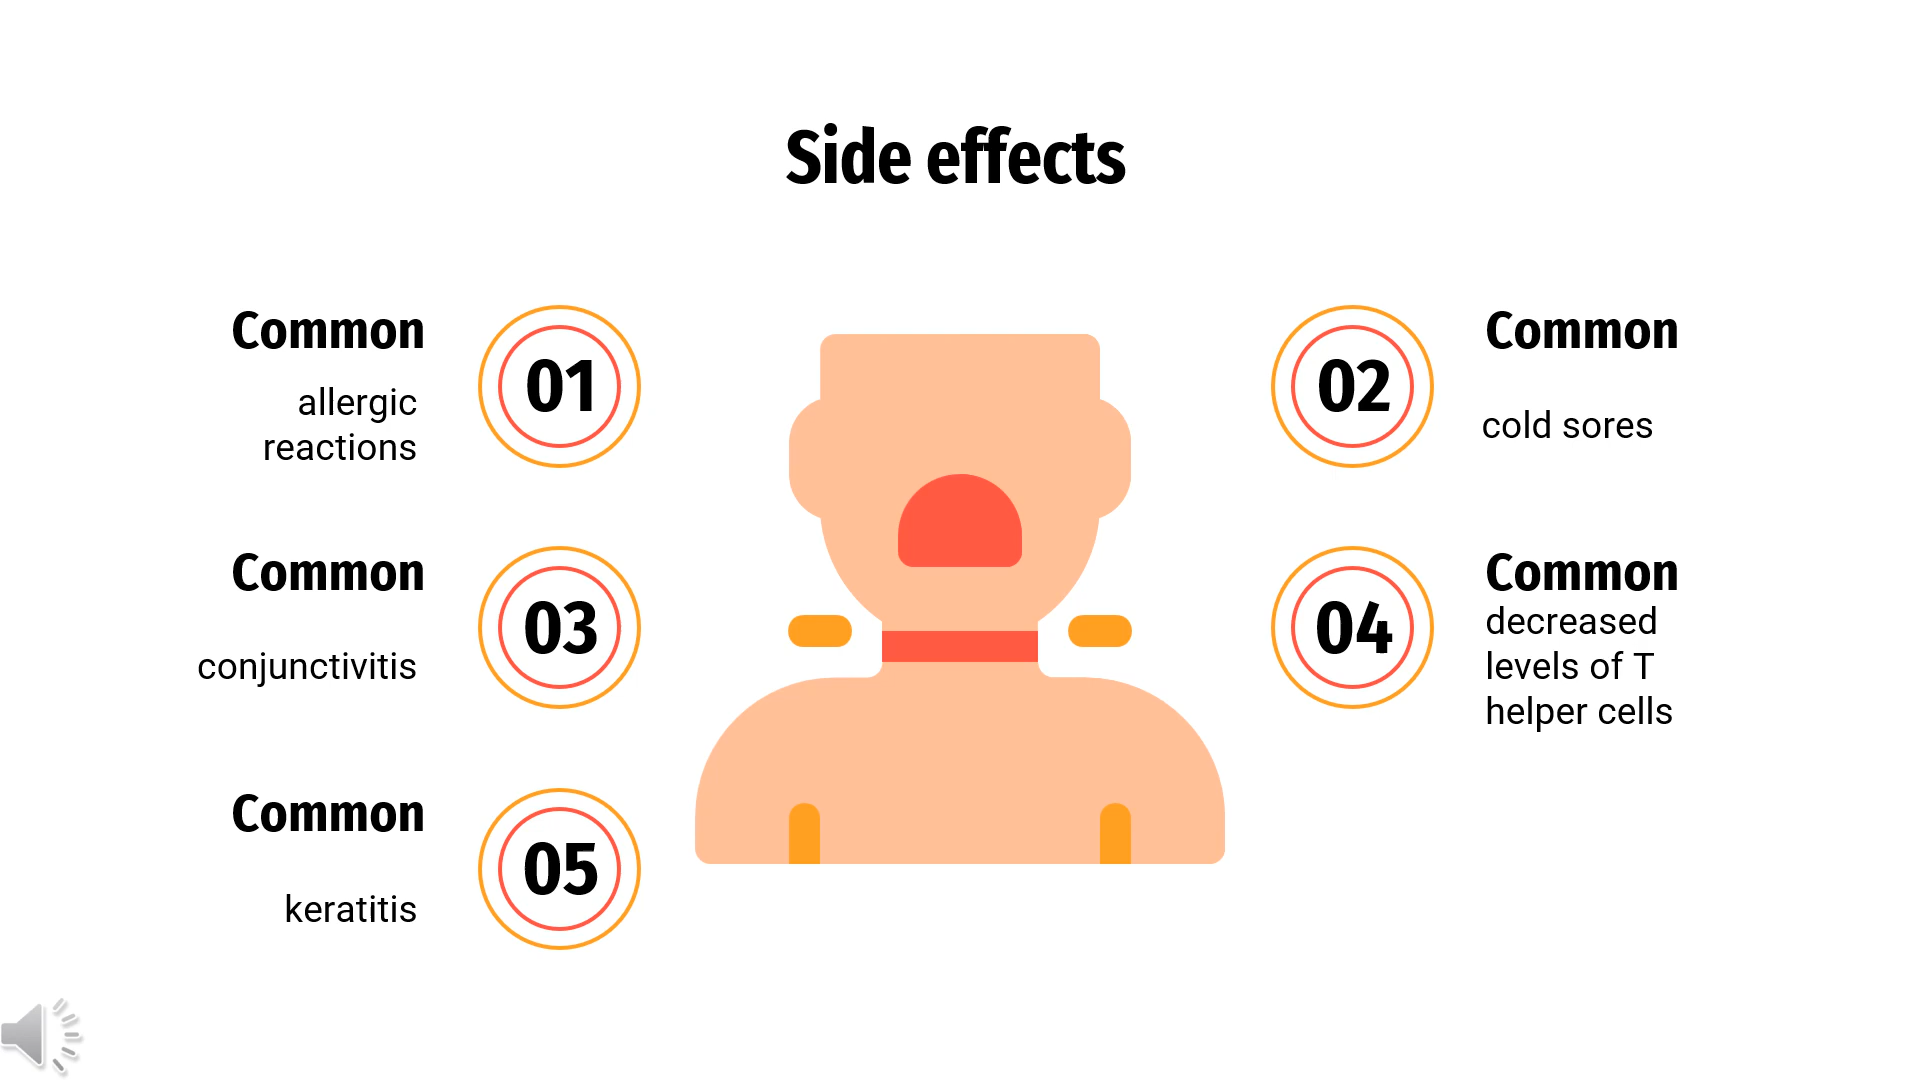 Side effects
Common
01
allergic
reactions
02
Common
cold sores
Common
03
conjunctivitis
04
Common
decreased
levels of T
helper cells
Common
05
keratitis